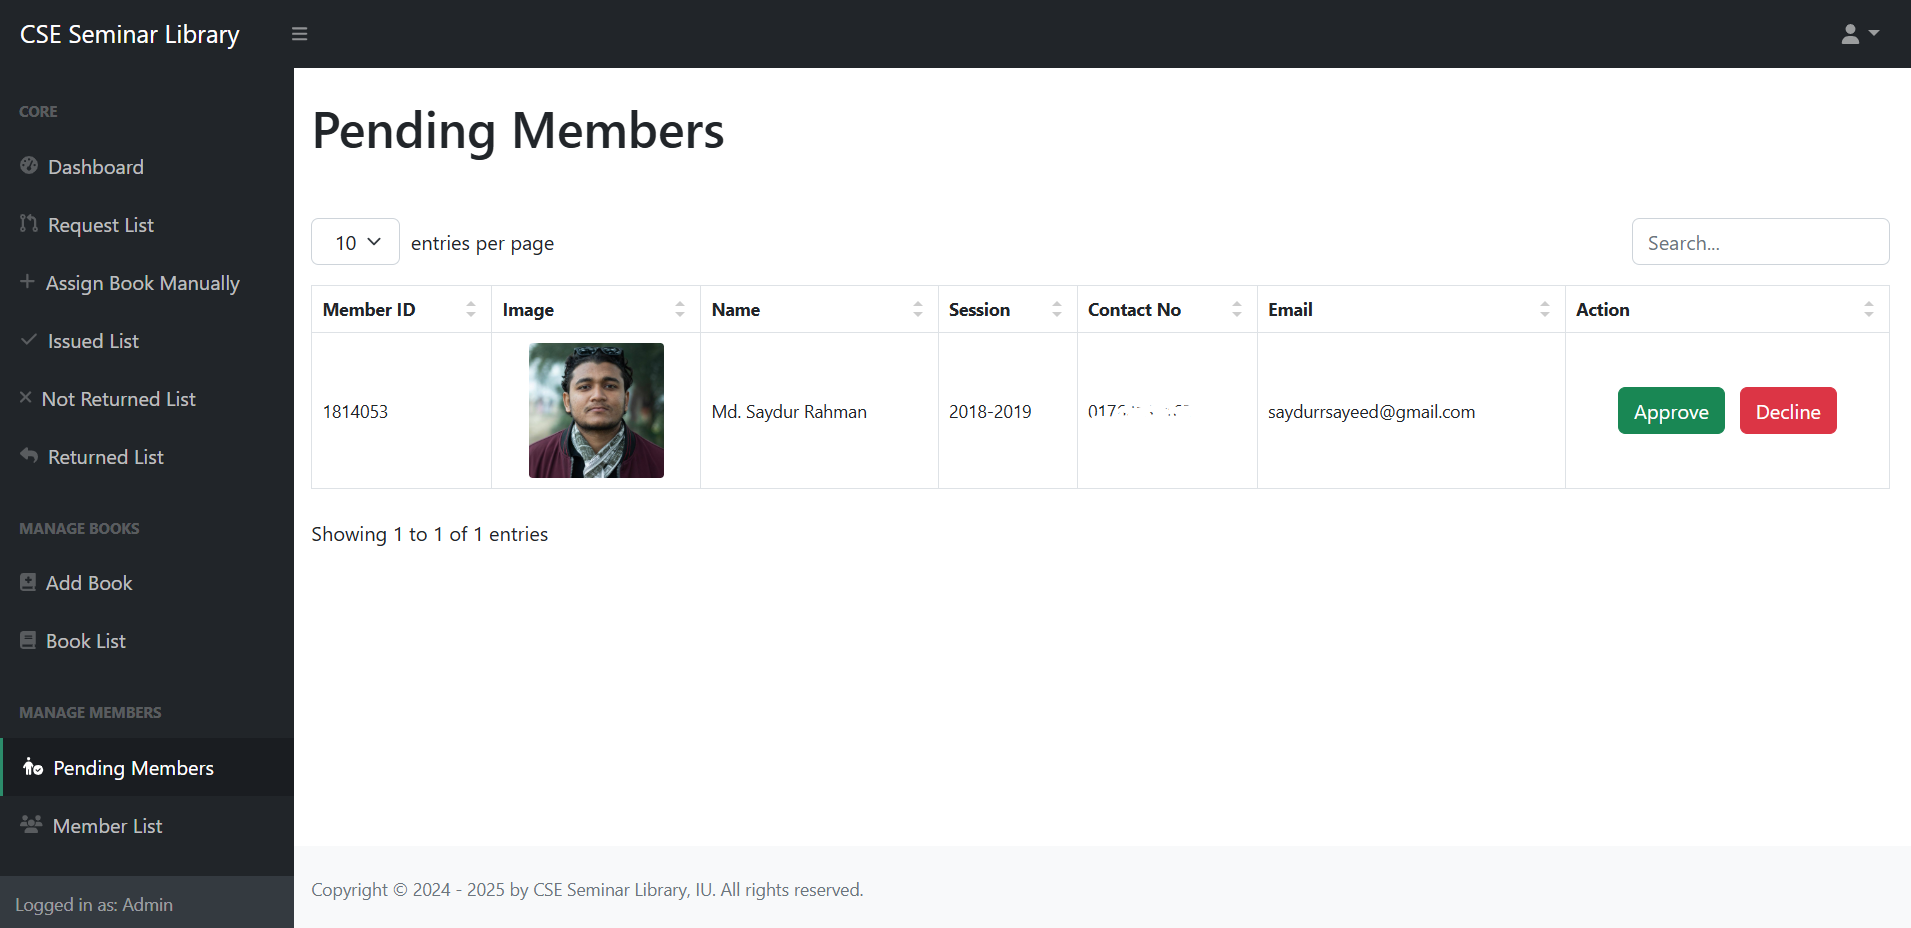 CSE Seminar Library
CORE
Dashboard
Request List
Assign Book Manually
Issued List
Not Returned List
Returned List
MANAGE BOOKS
Add Book
Book List
MANAGE MEMBERS
Pending Members
Member List
Logged in as: Admin
Pending Members
10 entries per page
Search...
Member ID Image Name Session Contact No Email Action
1814053 Md. Saydur Rahman 2018-2019 saydurrsayeed@gmail.com Approve Decline
Showing 1 to 1 of 1 entries
Copyright © 2024 - 2025 by CSE Seminar Library, IU. All rights reserved.